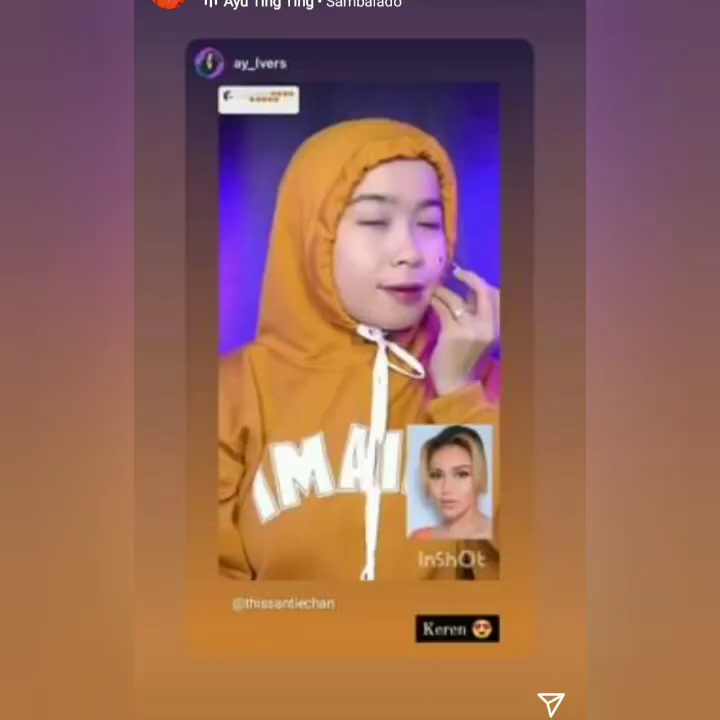 Ayu Ting Ting • Sambalado
ay_lvers
IMA
InShOt
@thissantiechan
Keren 😍